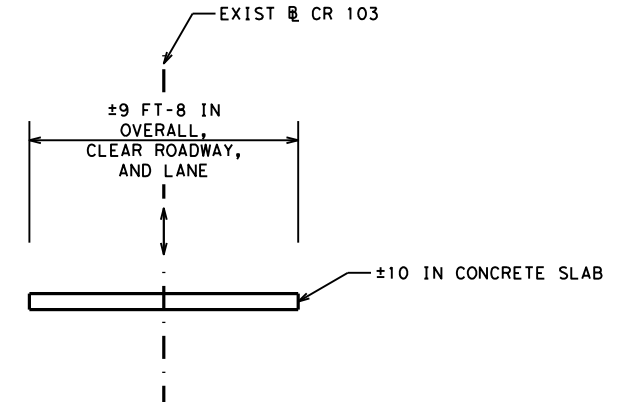 EXIST ℄ CR 103
±9 FT-8 IN
OVERALL,
CLEAR ROADWAY,
AND LANE
±10 IN CONCRETE SLAB